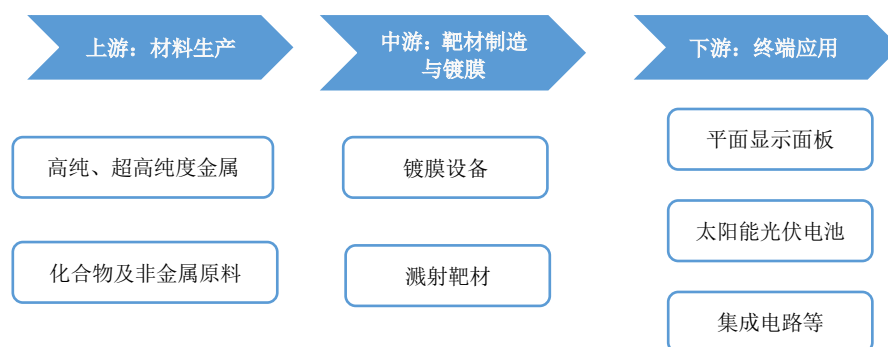 上游：材料生产
中游：靶材制造
与镀膜
下游：终端应用
高纯、超高纯度金属
化合物及非金属原料
镀膜设备
溅射靶材
平面显示面板
太阳能光伏电池
集成电路等